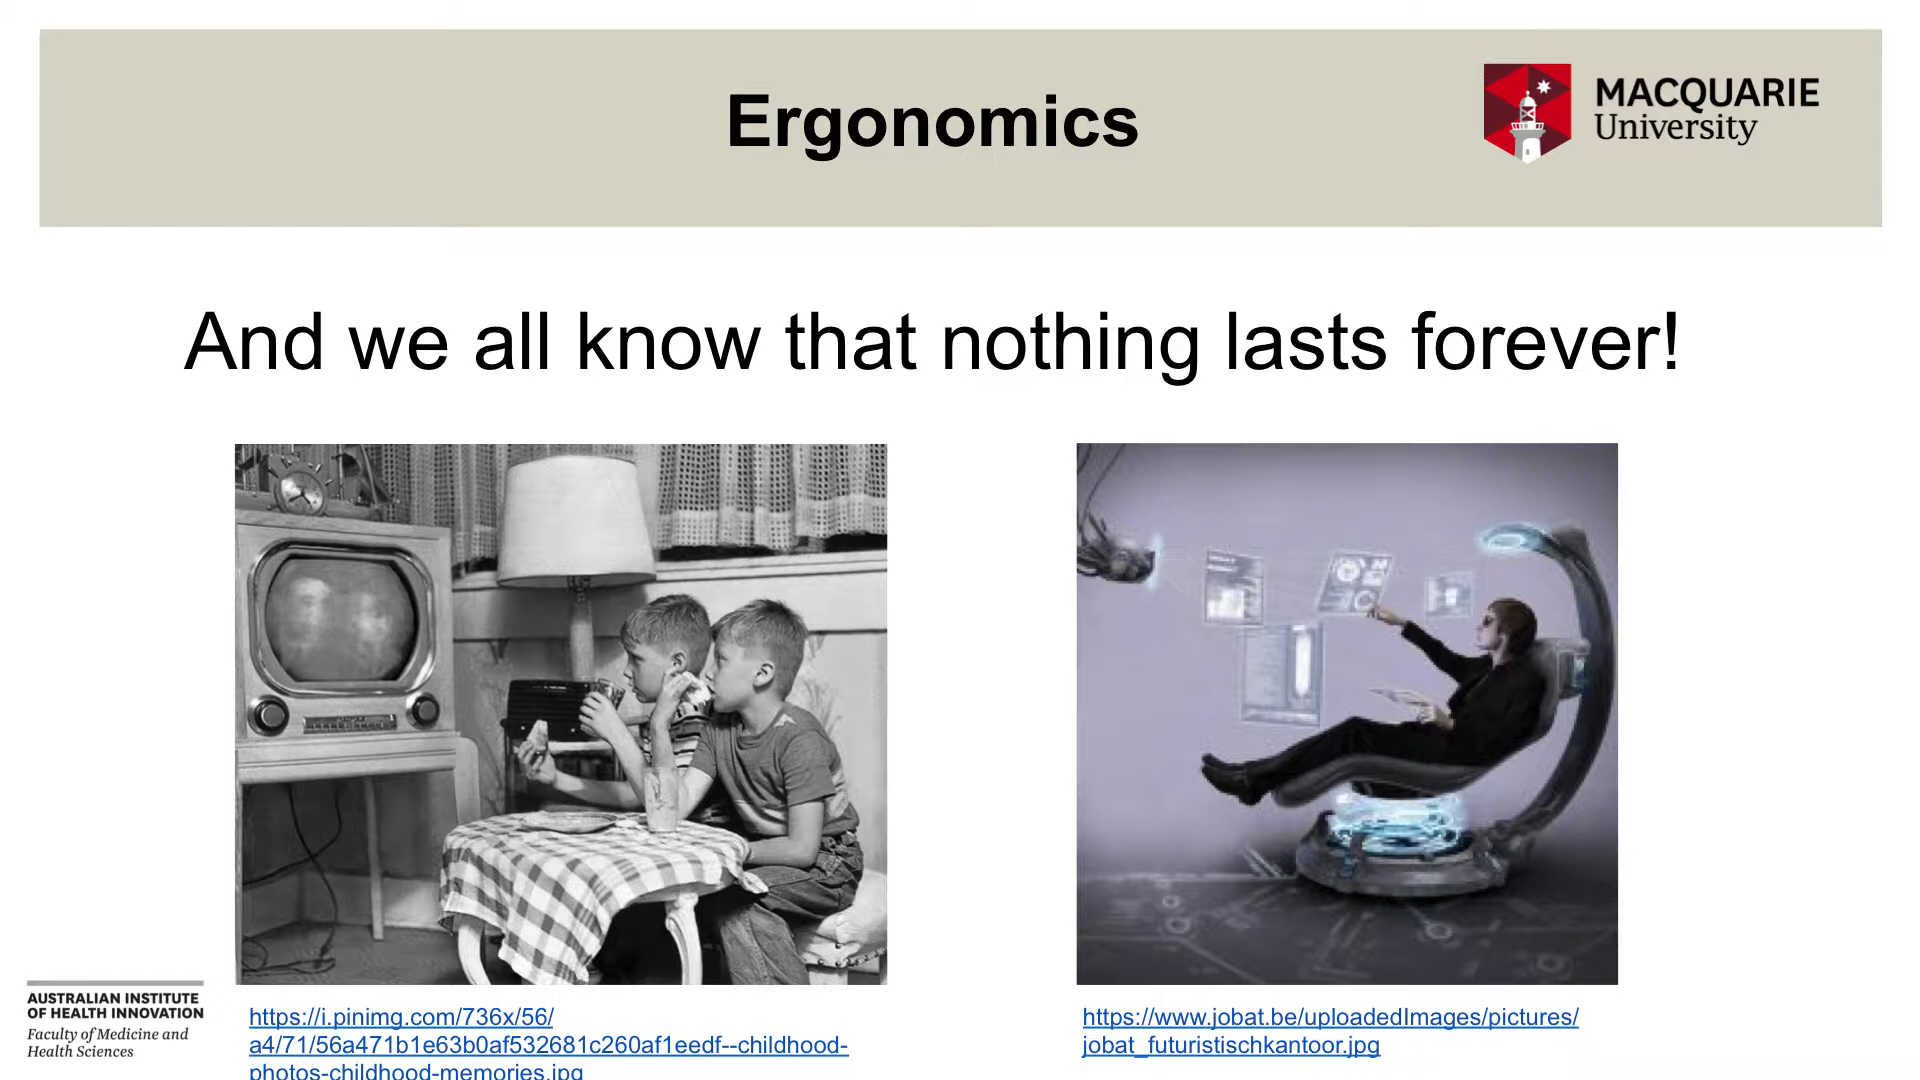 Ergonomics
MACQUARIE
University
And we all know that nothing lasts forever!
AUSTRALIAN INSTITUTE
OF HEALTH INNOVATION
Faculty of Medicine and
Health Sciences
https://i.pinimg.com/736x/56/
a4/71/56a471b1e63b0af532681c260af1eedf--childhood-
photos-childhood-memories.jpg
https://www.jobat.be/uploadedImages/pictures/
jobat_futuristischkantoor.jpg